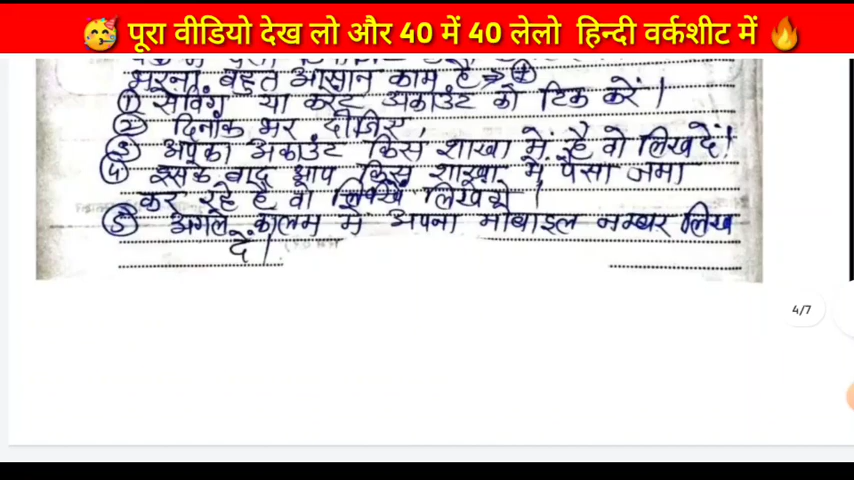 🥳 पूरा वीडियो देख लो और 40 में 40 लेलो हिन्दी वर्कशीट में 🔥
भरना बहुत आसान काम है →
① सेविंग या करंट अकाउंट को टिक करें।
② दिनांक भर दीजिए,
③ आपका अकाउंट किस शाखा में है वो लिख दें।
④ इसके बाद आप किस शाखा में पैसा जमा
कर रहे है वो लिखें।
⑤ अगले कालम में अपना मोबाइल नम्बर लिख
दें।
4/7